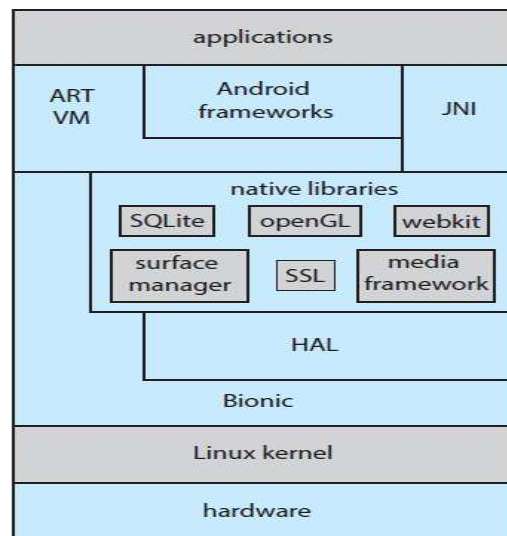 applications
ART
VM
Android
frameworks
JNI
native libraries
SQLite
openGL
webkit
surface
manager
SSL
media
framework
HAL
Bionic
Linux kernel
hardware